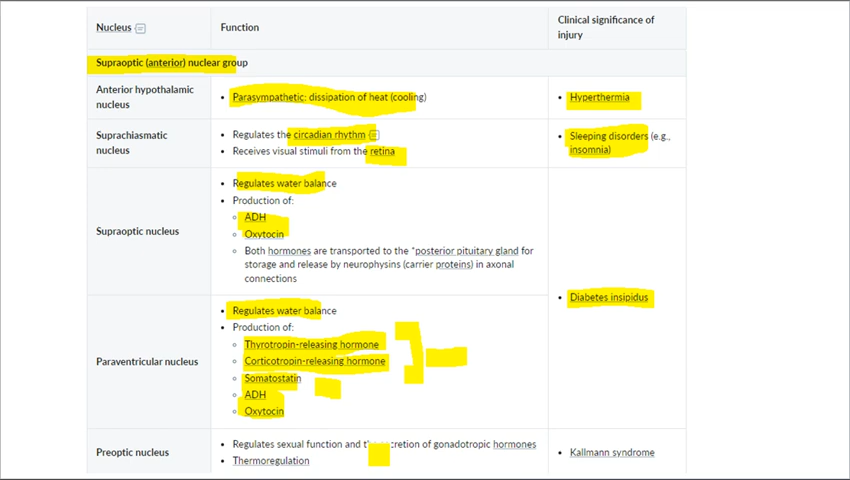 Nucleus
Function
Clinical significance of
injury
Supraoptic (anterior) nuclear group
Anterior hypothalamic
nucleus
• Parasympathetic: dissipation of heat (cooling)
• Hyperthermia
Suprachiasmatic
nucleus
• Regulates the circadian rhythm
• Receives visual stimuli from the retina
• Sleeping disorders (e.g.,
insomnia)
Supraoptic nucleus
• Regulates water balance
• Production of:
○ ADH
○ Oxytocin
○ Both hormones are transported to the *posterior pituitary gland for
storage and release by neurophysins (carrier proteins) in axonal
connections
• Diabetes insipidus
Paraventricular nucleus
• Regulates water balance
• Production of:
○ Thyrotropin-releasing hormone
○ Corticotropin-releasing hormone
○ Somatostatin
○ ADH
○ Oxytocin
Preoptic nucleus
• Regulates sexual function and cretion of gonadotropic hormones
• Thermoregulation
• Kallmann syndrome